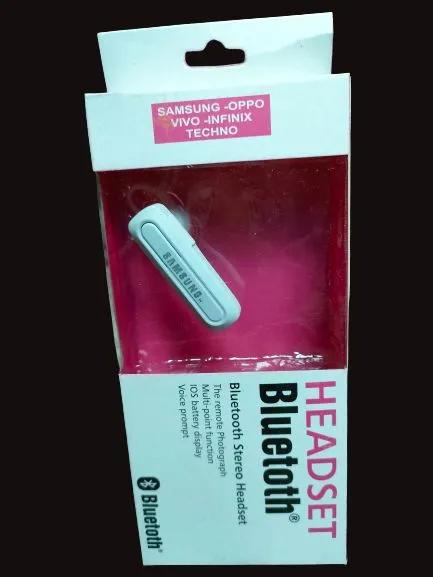 SAMSUNG -OPPO
VIVO -INFINIX
TECHNO
SAMSUNG
HEADSET
Bluetoth®
Bluetooth Stereo Headset
The remote Photograph
Multi-point function
IOS battery display
Voice prompt
Bluetoth®